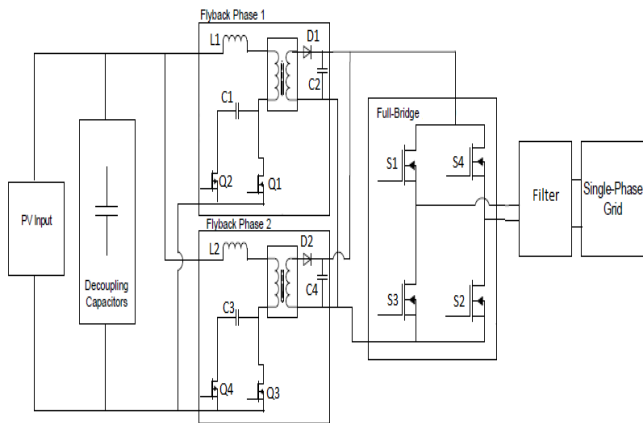 Flyback Phase 1
L1
D1
C2
C1
Q2
Q1
Full-Bridge
S1
S4
S3
S2
PV Input
Decoupling
Capacitors
Filter
Single-Phase
Grid
Flyback Phase 2
L2
D2
C4
C3
Q4
Q3